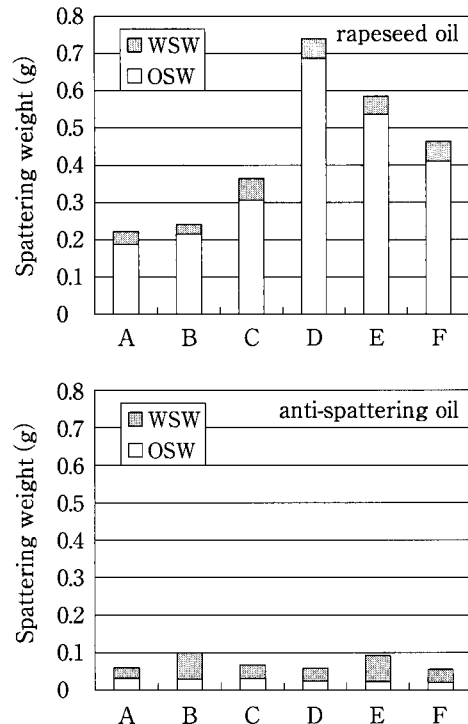 0.8
rapeseed oil
0.7
WSW
0.6
OSW
0.5
0.4
0.3
0.2
0.1
0
Spattering weight (g)
A B C D E F
0.8
anti-spattering oil
0.7
WSW
OSW
0.6
0.5
0.4
0.3
0.2
0.1
0
Spattering weight (g)
A B C D E F